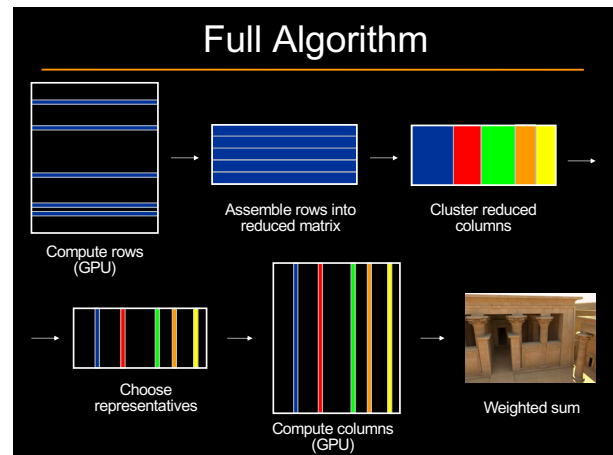 Full Algorithm
Compute rows
(GPU)
Assemble rows into
reduced matrix
Cluster reduced
columns
Choose
representatives
Compute columns
(GPU)
Weighted sum